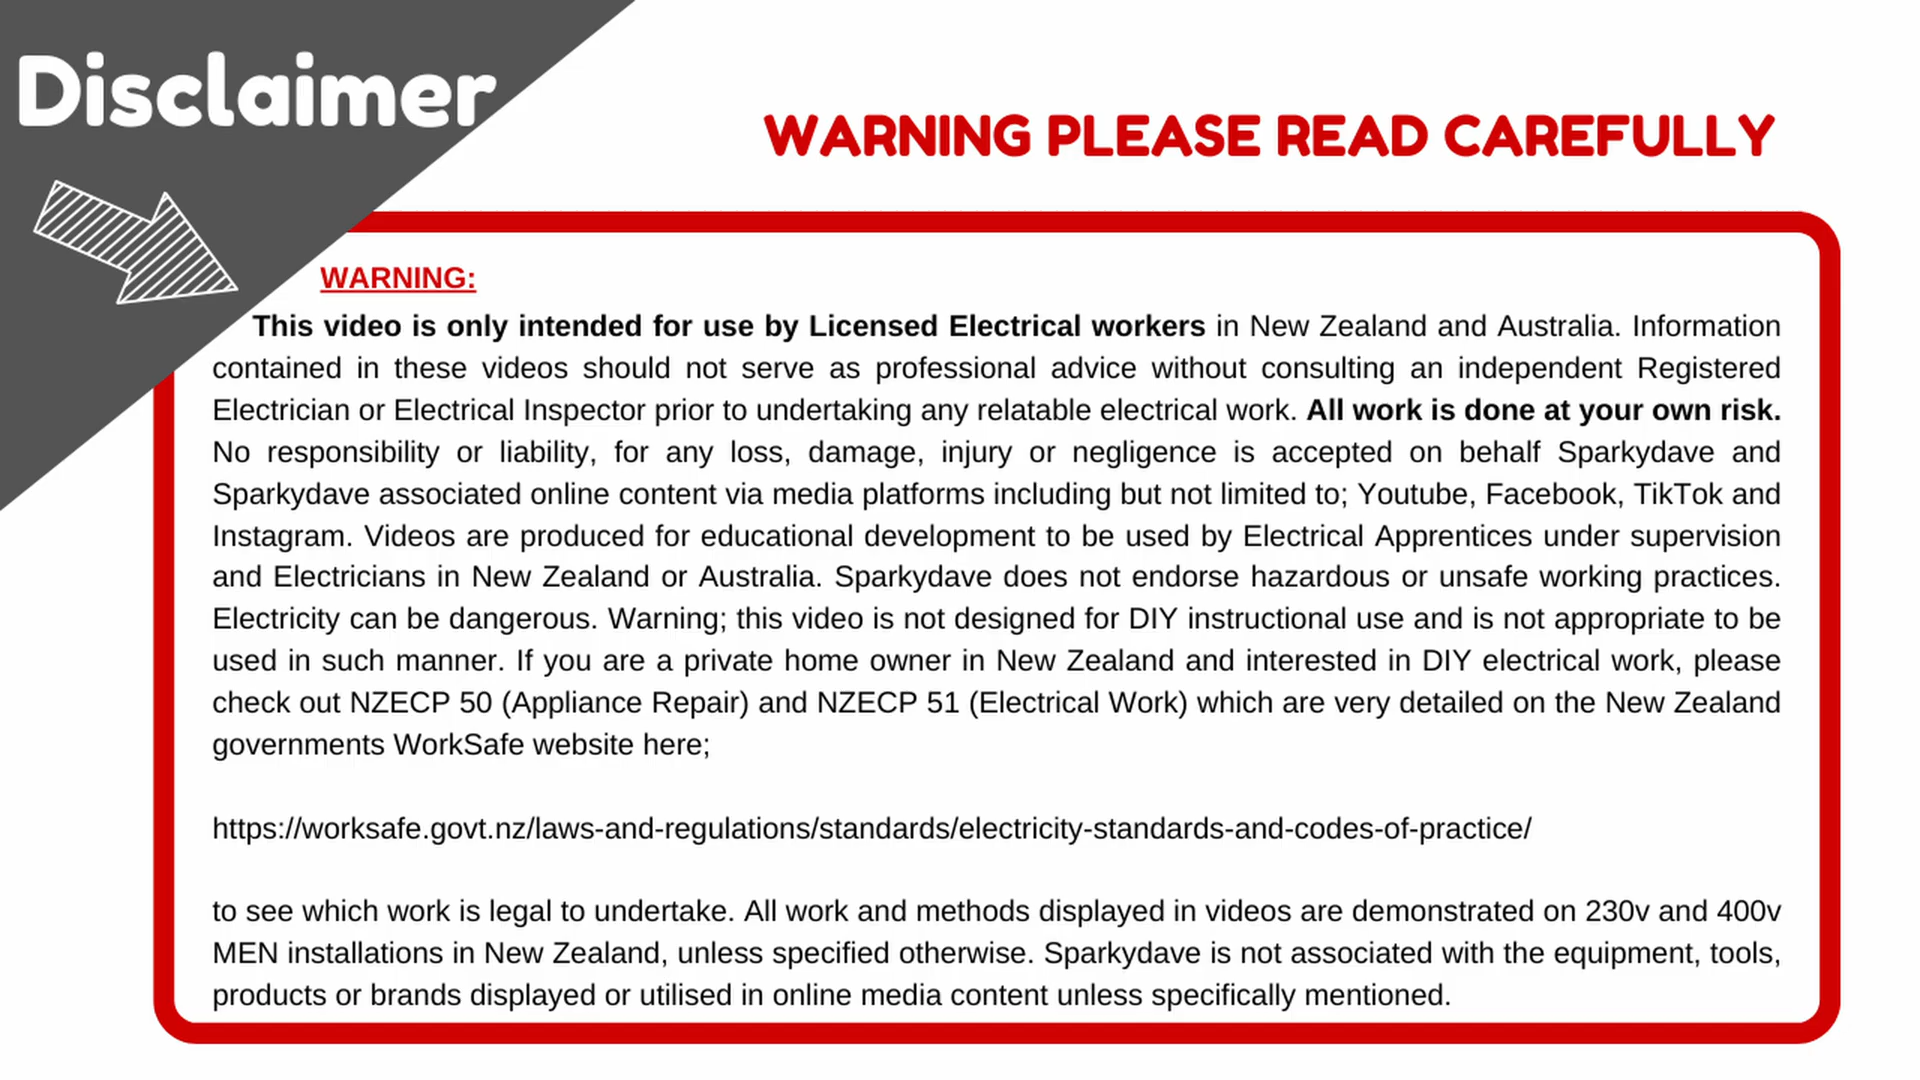 Disclaimer
WARNING PLEASE READ CAREFULLY
WARNING:
This video is only intended for use by Licensed Electrical workers in New Zealand and Australia. Information
contained in these videos should not serve as professional advice without consulting an independent Registered
Electrician or Electrical Inspector prior to undertaking any relatable electrical work. All work is done at your own risk.
No responsibility or liability, for any loss, damage, injury or negligence is accepted on behalf Sparkydave and
Sparkydave associated online content via media platforms including but not limited to; Youtube, Facebook, TikTok and
Instagram. Videos are produced for educational development to be used by Electrical Apprentices under supervision
and Electricians in New Zealand or Australia. Sparkydave does not endorse hazardous or unsafe working practices.
Electricity can be dangerous. Warning; this video is not designed for DIY instructional use and is not appropriate to be
used in such manner. If you are a private home owner in New Zealand and interested in DIY electrical work, please
check out NZECP 50 (Appliance Repair) and NZECP 51 (Electrical Work) which are very detailed on the New Zealand
governments WorkSafe website here;
https://worksafe.govt.nz/laws-and-regulations/standards/electricity-standards-and-codes-of-practice/
to see which work is legal to undertake. All work and methods displayed in videos are demonstrated on 230v and 400v
MEN installations in New Zealand, unless specified otherwise. Sparkydave is not associated with the equipment, tools,
products or brands displayed or utilised in online media content unless specifically mentioned.